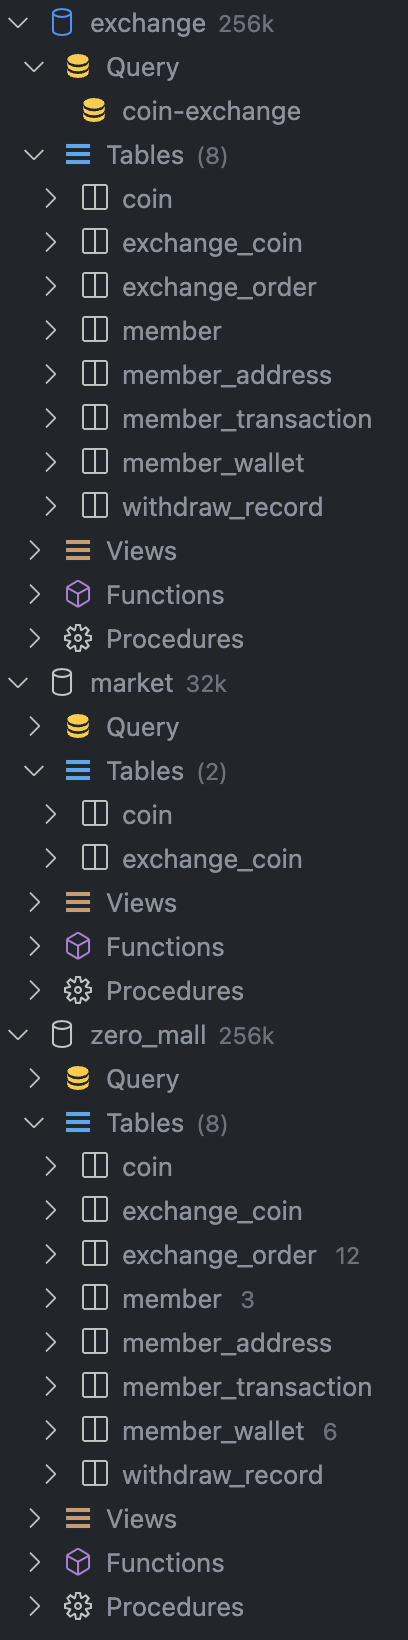 exchange 256k
Query
coin-exchange
Tables (8)
coin
exchange_coin
exchange_order
member
member_address
member_transaction
member_wallet
withdraw_record
Views
Functions
Procedures
market 32k
Query
Tables (2)
coin
exchange_coin
Views
Functions
Procedures
zero_mall 256k
Query
Tables (8)
coin
exchange_coin
exchange_order 12
member 3
member_address
member_transaction
member_wallet 6
withdraw_record
Views
Functions
Procedures